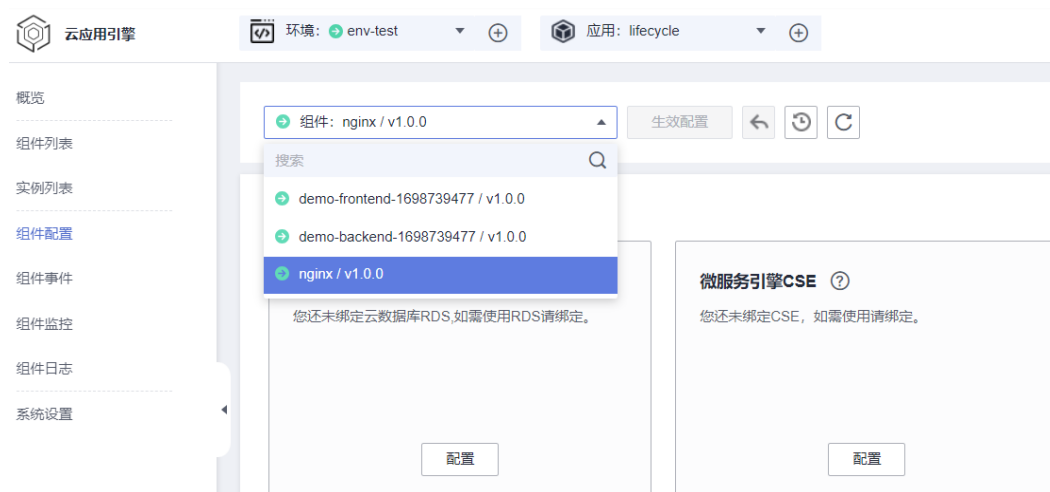 云应用引擎
环境: env-test
应用: lifecycle
概览
组件列表
实例列表
组件配置
组件事件
组件监控
组件日志
系统设置
组件: nginx / v1.0.0
生效配置
搜索
demo-frontend-1698739477 / v1.0.0
demo-backend-1698739477 / v1.0.0
nginx / v1.0.0
您还未绑定云数据库RDS,如需使用RDS请绑定。
配置
微服务引擎CSE ?
您还未绑定CSE，如需使用请绑定。
配置